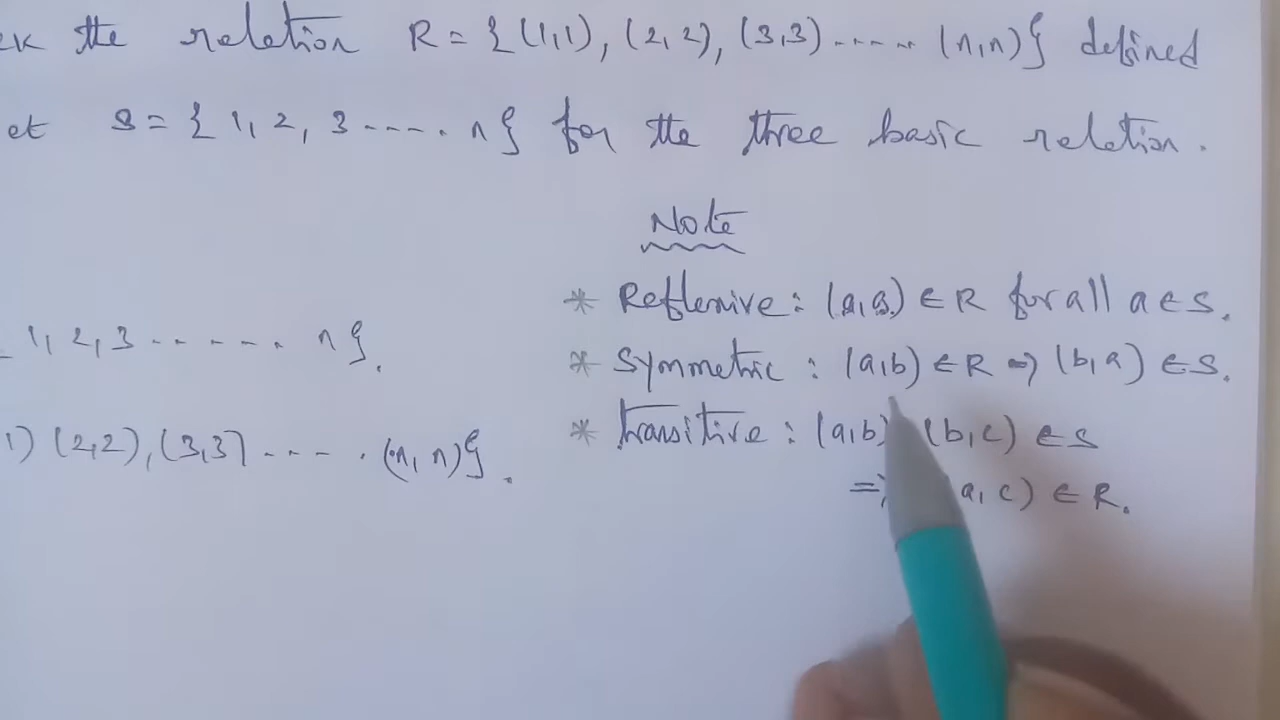 ck the relation R = { (1,1), (2,2), (3,3) ..... (n,n) } defined
et S = { 1, 2, 3 ..... n } for the three basic relation.
Note
* Reflexive : (a,a) ∈ R for all a ∈ S.
* Symmetric : (a,b) ∈ R ⇒ (b,a) ∈ S.
1, 2, 3 ...... n }.
* Transitive : (a,b) (b,c) ∈ S
1) (2,2), (3,3) ..... (n, n) }.
⇒ a, c) ∈ R.